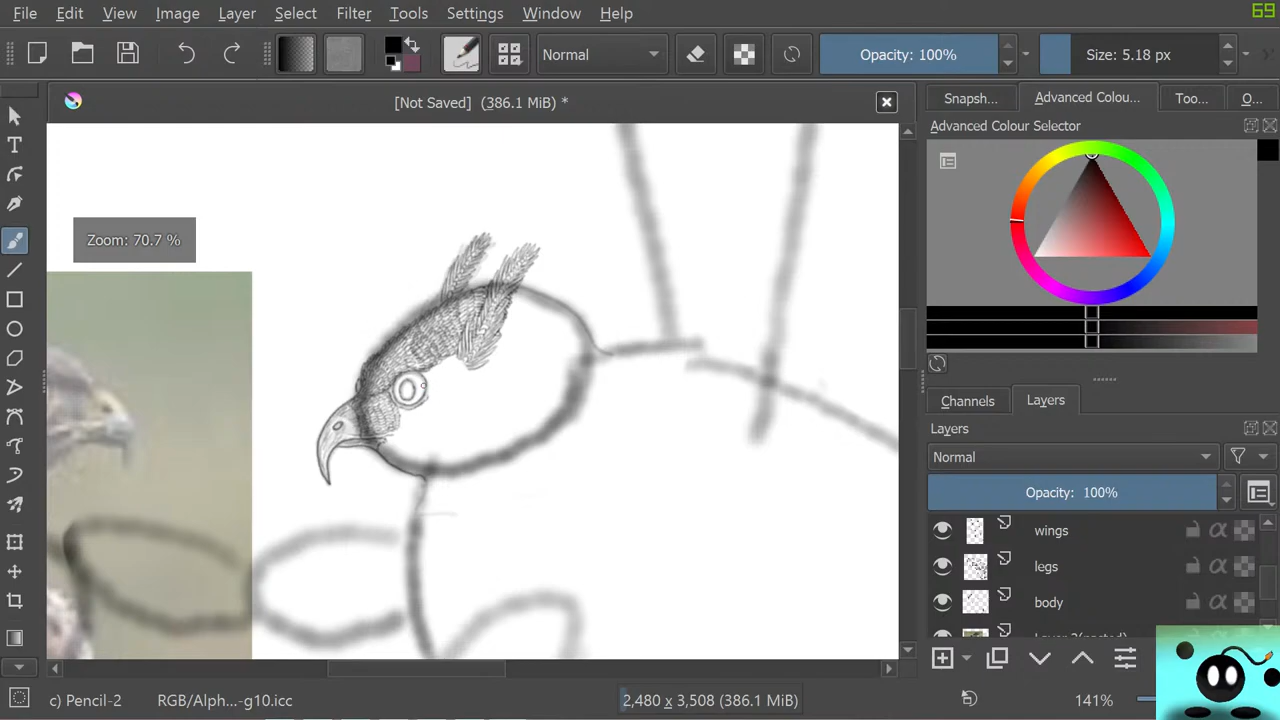 File Edit View Image Layer Select Filter Tools Settings Window Help
69
Normal
Opacity: 100%
Size: 5.18 px
[Not Saved] (386.1 MiB) *
Snapsh...
Advanced Colou...
Too...
O...
Advanced Colour Selector
Zoom: 70.7 %
Channels
Layers
Layers
Normal
Opacity: 100%
wings
legs
body
c) Pencil-2
RGB/Alph...-g10.icc
2,480 x 3,508 (386.1 MiB)
141%